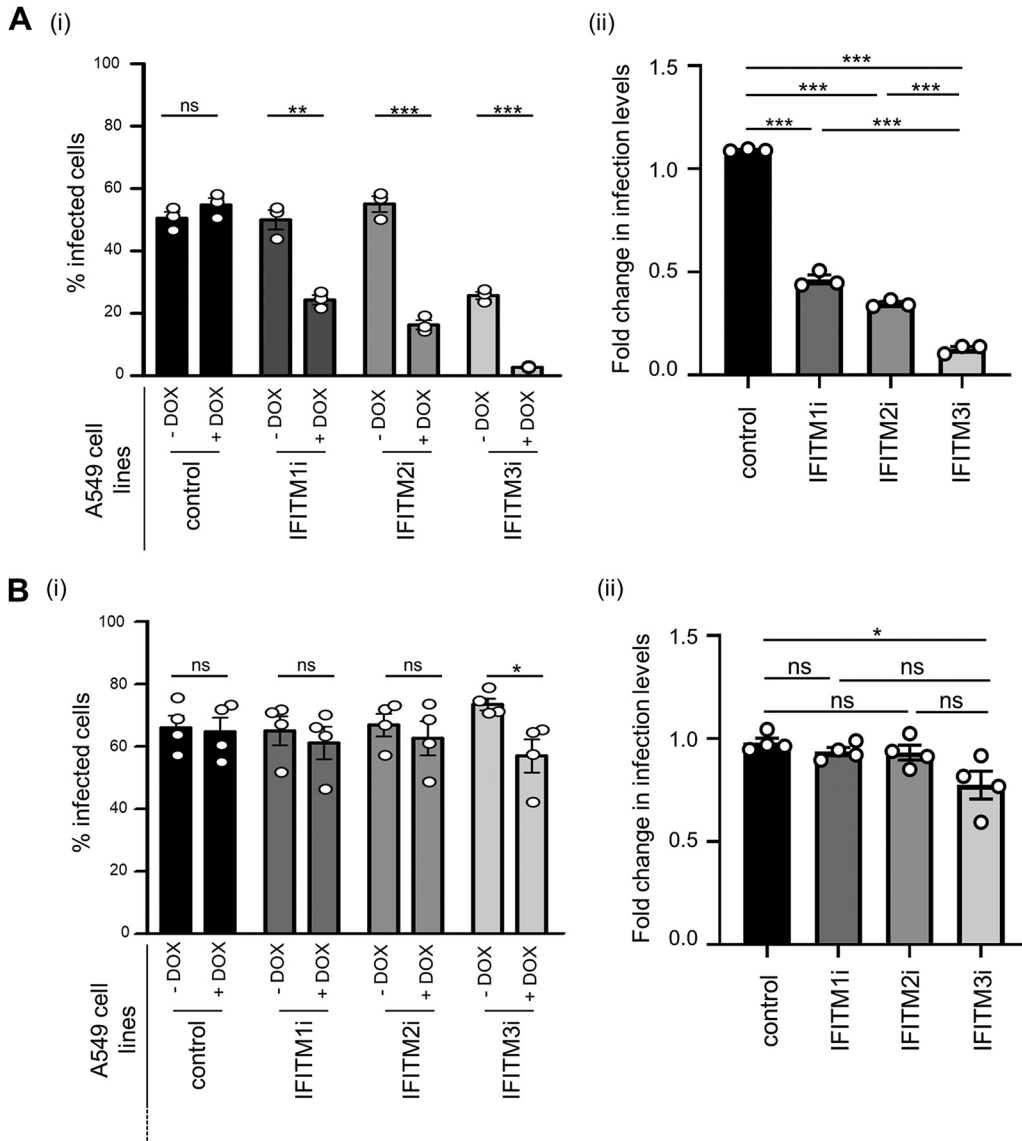 A (i)
% infected cells
100
80
60
40
20
0
ns
**
***
***
- DOX
+ DOX
- DOX
+ DOX
- DOX
+ DOX
- DOX
+ DOX
A549 cell
lines
control
IFITM1i
IFITM2i
IFITM3i
(ii)
Fold change in infection levels
1.5
1.0
0.5
0.0
***
*** ***
*** ***
control
IFITM1i
IFITM2i
IFITM3i
B (i)
% infected cells
100
80
60
40
20
0
ns
ns
ns
*
- DOX
+ DOX
- DOX
+ DOX
- DOX
+ DOX
- DOX
+ DOX
A549 cell
lines
control
IFITM1i
IFITM2i
IFITM3i
(ii)
Fold change in infection levels
1.5
1.0
0.5
0.0
*
ns ns
ns ns
control
IFITM1i
IFITM2i
IFITM3i